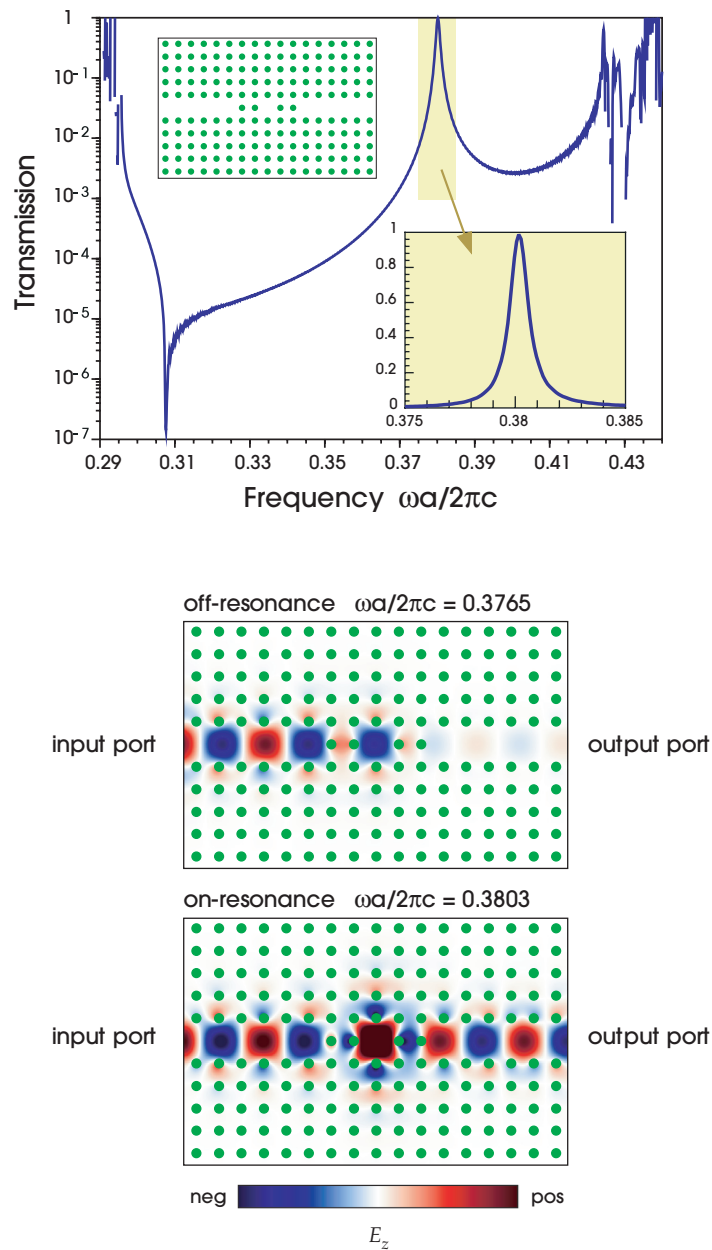 1
10-1
10-2
10-3
10-4
10-5
10-6
10-7
Transmission
1
0.8
0.6
0.4
0.2
0
0.375 0.38 0.385
0.29 0.31 0.33 0.35 0.37 0.39 0.41 0.43
Frequency ωa/2πc
off-resonance ωa/2πc = 0.3765
input port output port
on-resonance ωa/2πc = 0.3803
input port output port
neg pos
Ez